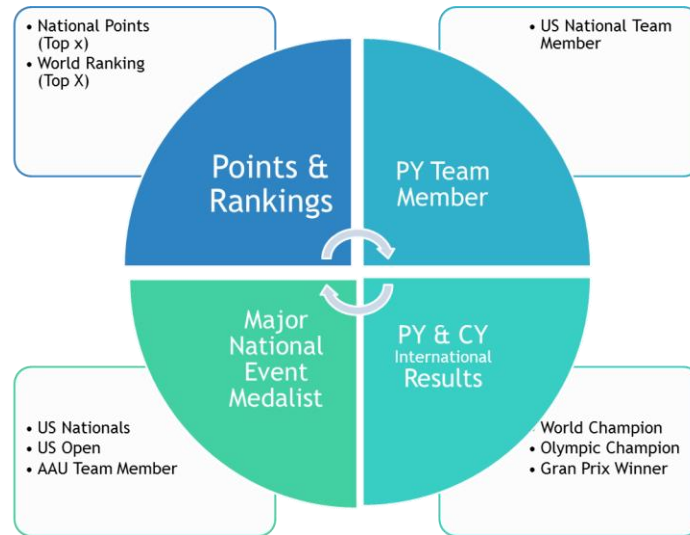 • National Points
(Top x)
• World Ranking
(Top X)
• US National Team
Member
Points &
Rankings
PY Team
Member
Major
National
Event
Medalist
PY & CY
International
Results
• US Nationals
• US Open
• AAU Team Member
• World Champion
• Olympic Champion
• Gran Prix Winner